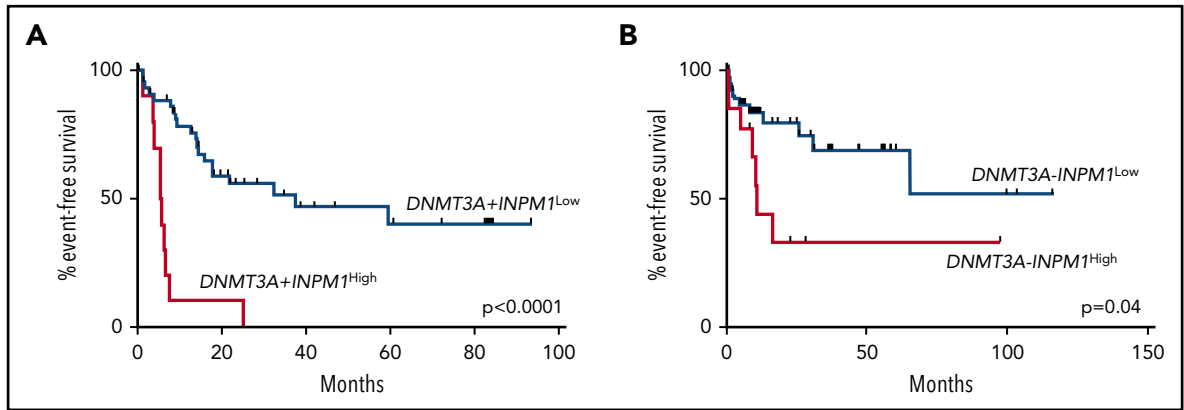 A
% event-free survival
100
50
0
DNMT3A+INPM1Low
DNMT3A+INPM1High
p<0.0001
0 20 40 60 80 100
Months
B
% event-free survival
100
50
0
DNMT3A-INPM1Low
DNMT3A-INPM1High
p=0.04
0 50 100 150
Months